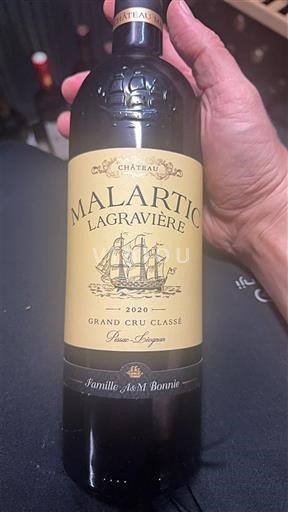 CHÂTEAU
MALARTIC
LAGRAVIÈRE
2020
GRAND CRU CLASSÉ
Pessac-Léognan
Famille A&M Bonnie